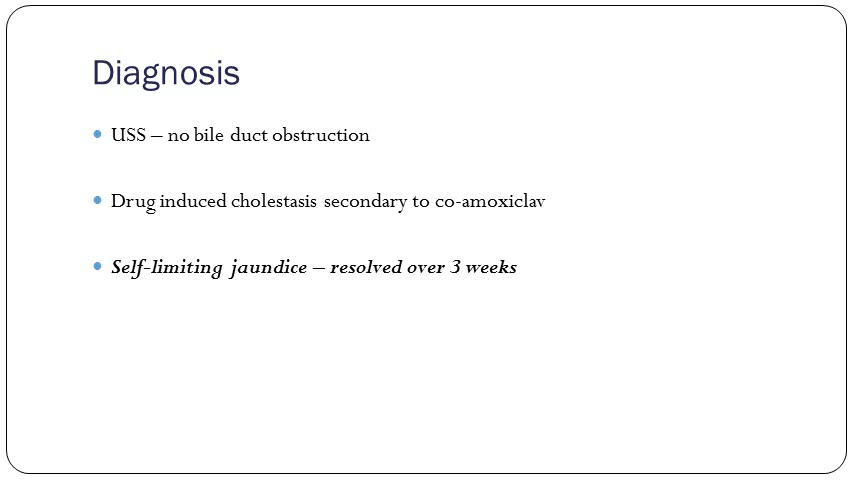 Diagnosis
• USS – no bile duct obstruction
• Drug induced cholestasis secondary to co-amoxiclav
• Self-limiting jaundice – resolved over 3 weeks